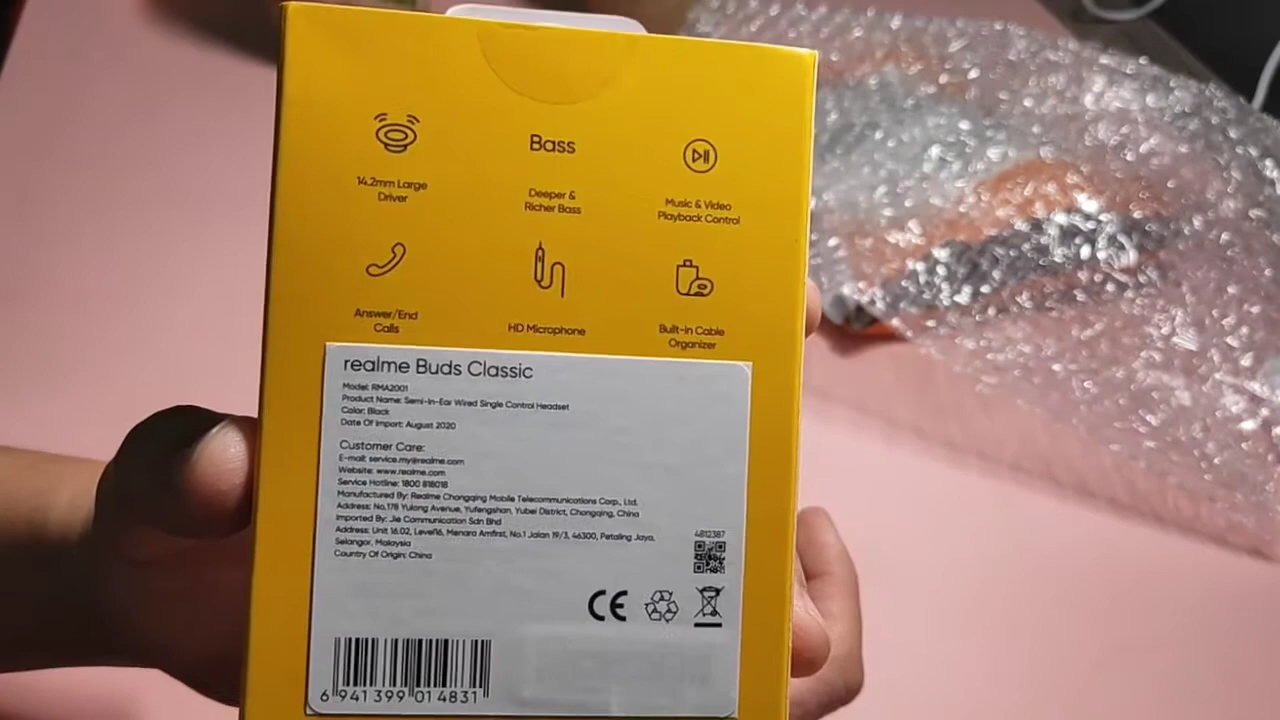 14.2mm Large
Driver
Bass
Deeper &
Richer Bass
Music & Video
Playback Control
Answer/End
Calls
HD Microphone
Built-in Cable
Organizer
realme Buds Classic
Model: RMA2001
Product Name: Semi-In-Ear Wired Single Control Headset
Color: Black
Date Of Import: August 2020
Customer Care:
E-mail: service.my@realme.com
Website: www.realme.com
Service Hotline: 1800 818018
Manufactured By: Realme Chongqing Mobile Telecommunications Corp., Ltd.
Address: No.178 Yulong Avenue, Yufengshan, Yubei District, Chongqing, China
Imported By: Jie Communication Sdn Bhd
Address: Unit 16.02, Level16, Menara Amfirst, No.1 Jalan 19/3, 46300, Petaling Jaya,
Selangor, Malaysia
Country Of Origin: China
4812387
CE
6 941399 014831